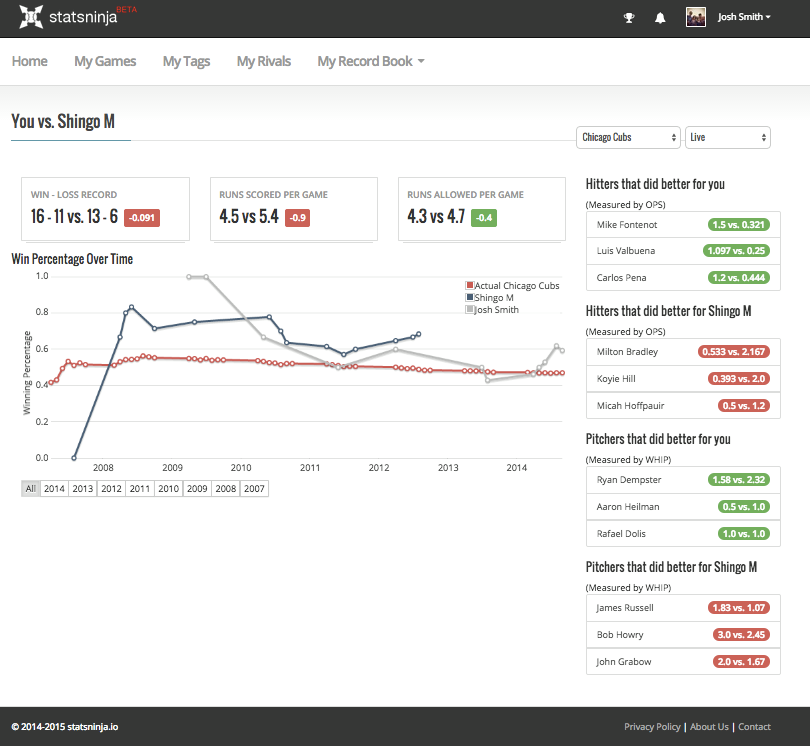 statsninja BETA
Josh Smith
Home My Games My Tags My Rivals My Record Book
You vs. Shingo M
Chicago Cubs Live
WIN - LOSS RECORD
16 - 11 vs. 13 - 6 -0.091
RUNS SCORED PER GAME
4.5 vs 5.4 -0.9
RUNS ALLOWED PER GAME
4.3 vs 4.7 -0.4
Win Percentage Over Time
Winning Percentage
1.0
0.8
0.6
0.4
0.2
0.0
Actual Chicago Cubs
Shingo M
Josh Smith
2008 2009 2010 2011 2012 2013 2014
All 2014 2013 2012 2011 2010 2009 2008 2007
Hitters that did better for you
(Measured by OPS)
Mike Fontenot 1.5 vs. 0.321
Luis Valbuena 1.097 vs. 0.25
Carlos Pena 1.2 vs. 0.444
Hitters that did better for Shingo M
(Measured by OPS)
Milton Bradley 0.533 vs. 2.167
Koyie Hill 0.393 vs. 2.0
Micah Hoffpauir 0.5 vs. 1.2
Pitchers that did better for you
(Measured by WHIP)
Ryan Dempster 1.58 vs. 2.32
Aaron Heilman 0.5 vs. 1.0
Rafael Dolis 1.0 vs. 1.0
Pitchers that did better for Shingo M
(Measured by WHIP)
James Russell 1.83 vs. 1.07
Bob Howry 3.0 vs. 2.45
John Grabow 2.0 vs. 1.67
© 2014-2015 statsninja.io
Privacy Policy | About Us | Contact